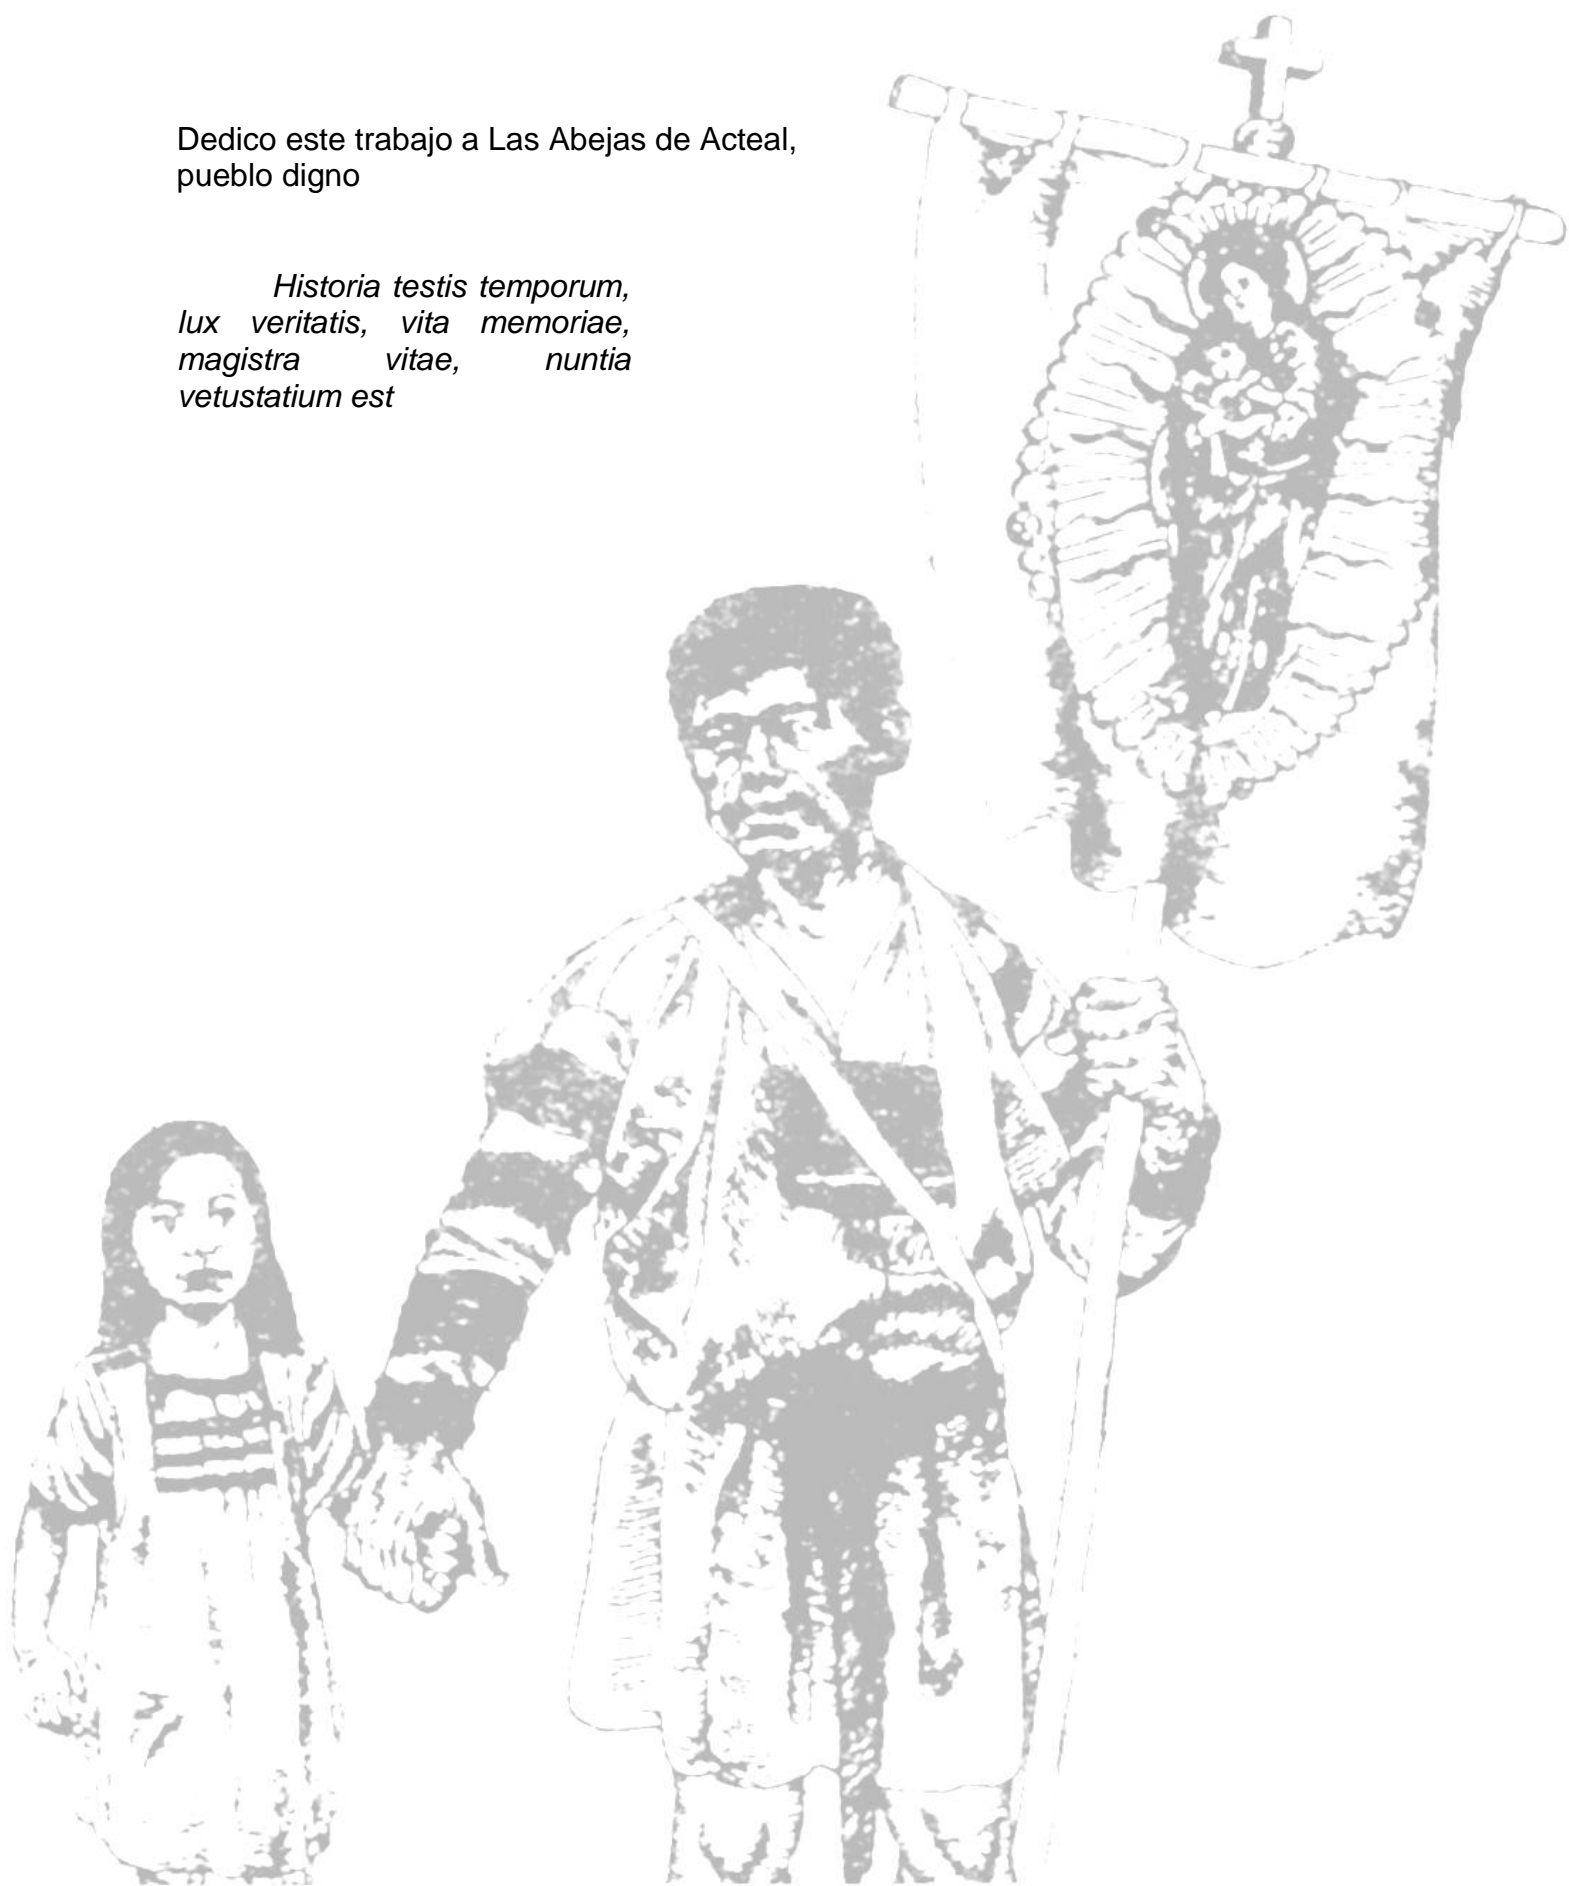 Dedico este trabajo a Las Abejas de Acteal,
pueblo digno
Historia testis temporum,
lux veritatis, vita memoriae,
magistra vitae, nuntia
vetustatium est